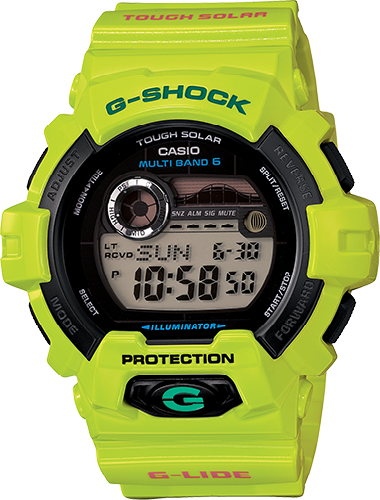 TOUGH SOLAR
G-SHOCK
TOUGH SOLAR
CASIO
MULTI BAND 6
ADJUST
REVERSE
MOON◄►TIDE
SPLIT/RESET
SNZ ALM SIG MUTE
LT
RCVD
SUN 6-30
P 10:58 50
SELECT
START/STOP
MODE
FORWARD
ILLUMINATOR
PROTECTION
G
G-LIDE